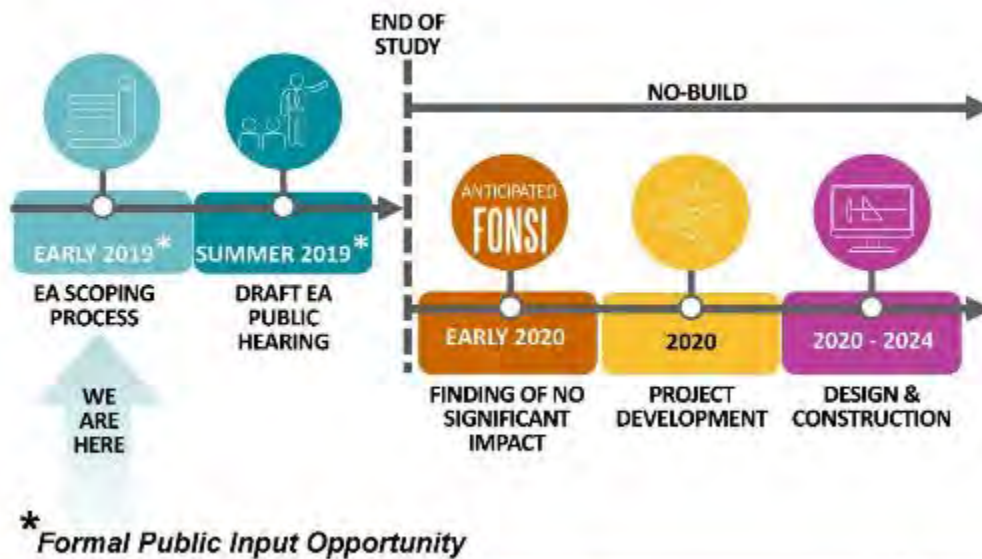 END OF
STUDY
NO-BUILD
ANTICIPATED
FONSI
EARLY 2019*
SUMMER 2019*
EA SCOPING
PROCESS
DRAFT EA
PUBLIC
HEARING
EARLY 2020
2020
2020 - 2024
FINDING OF NO
SIGNIFICANT
IMPACT
PROJECT
DEVELOPMENT
DESIGN &
CONSTRUCTION
WE
ARE
HERE
*Formal Public Input Opportunity